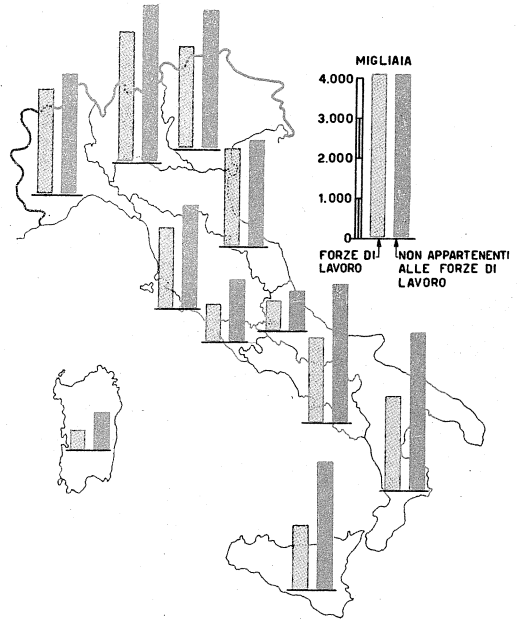 MIGLIAIA
4.000
3.000
2.000
1.000
0
FORZE DI
LAVORO
NON APPARTENENTI
ALLE FORZE DI
LAVORO